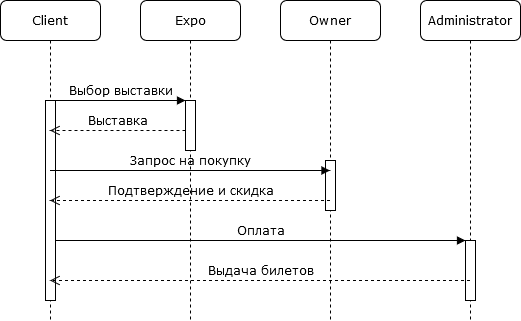 Client
Expo
Owner
Administrator
Выбор выставки
Выставка
Запрос на покупку
Подтверждение и скидка
Оплата
Выдача билетов